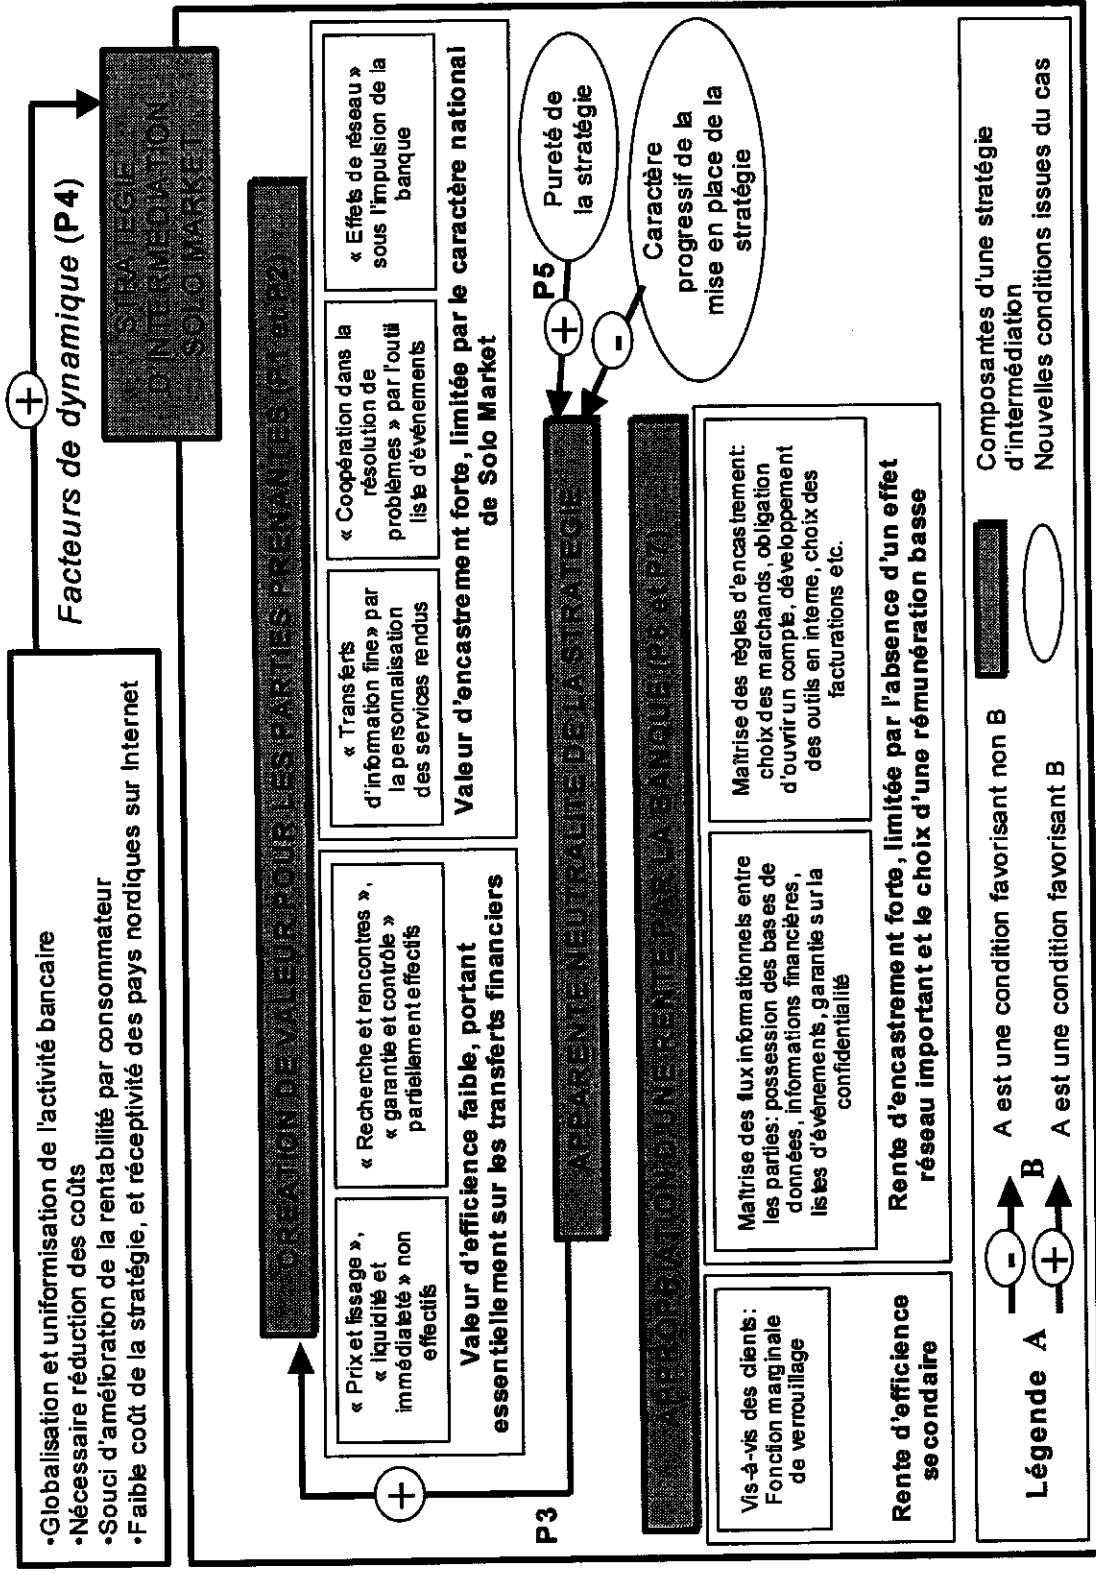 •Globalisation et uniformisation de l'activité bancaire
•Nécessaire réduction des coûts
•Souci d'amélioration de la rentabilité par consommateur
•Faible coût de la stratégie, et réceptivité des pays nordiques sur Internet
+
Facteurs de dynamique (P4)
STRATEGIE
D'INTERMEDIATION
SOLO MARKET
CREATION DE VALEUR POUR LES PARTIES PRENANTES (P1 et P2)
« Prix et lissage »,
« liquidité et
immédiateté » non
effectifs
« Recherche et rencontres »,
« garantie et contrôle »
partiellement effectifs
Valeur d'efficience faible, portant
essentiellement sur les transferts financiers
« Transferts
d'information fine» par
la personnalisation
des services rendus
« Coopération dans la
résolution de
problèmes » par l'outil
liste d'événements
« Effets de réseau »
sous l'impulsion de la
banque
Valeur d'encastrement forte, limitée par le caractère national
de Solo Market
P3
+
APPARENTE NEUTRALITE DE LA STRATEGIE
P5
+
-
Pureté de
la stratégie
Caractère
progressif de la
mise en place de la
stratégie
APPROPRIATION D'UNE RENTE PAR LA BANQUE (P6 et P7)
Vis-à-vis des clients:
Fonction marginale
de verrouillage
Rente d'efficience
secondaire
Maîtrise des flux informationnels entre
les parties: possession des bases de
données, informations financières,
listes d'événements, garantie sur la
confidentialité
Maîtrise des règles d'encastrement:
choix des marchands, obligation
d'ouvrir un compte, développement
des outils en interne, choix des
facturations etc.
Rente d'encastrement forte, limitée par l'absence d'un effet
réseau important et le choix d'une rémunération basse
Légende
A - B
+
A est une condition favorisant non B
A est une condition favorisant B
Composantes d'une stratégie
d'intermédiation
Nouvelles conditions issues du cas